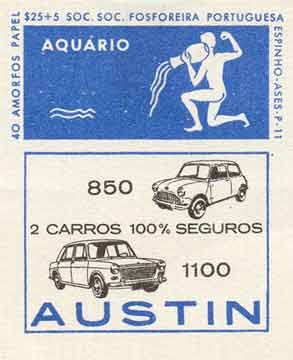 $25+5 SOC. SOC. FOSFOREIRA PORTUGUESA
40 AMORFOS PAPEL
ESPINHO-ASES-P-11
AQUÁRIO
850
2 CARROS 100% SEGUROS
1100
AUSTIN